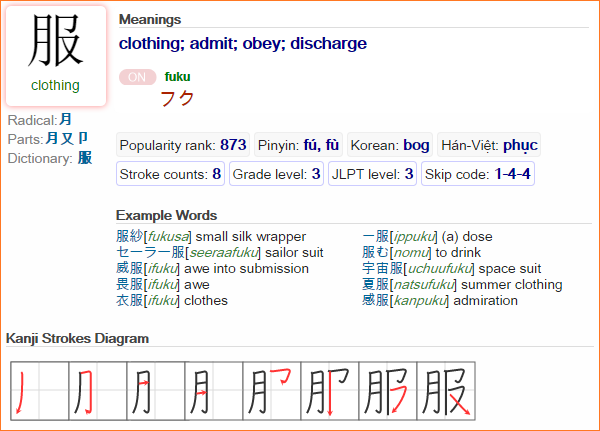 服
clothing
Radical:月
Parts:月又卩
Dictionary: 服
Meanings
clothing; admit; obey; discharge
ON fuku
フク
Popularity rank: 873 Pinyin: fú, fù Korean: bog Hán-Việt: phục
Stroke counts: 8 Grade level: 3 JLPT level: 3 Skip code: 1-4-4
Example Words
服紗[fukusa] small silk wrapper
セーラー服[seeraafuku] sailor suit
威服[ifuku] awe into submission
畏服[ifuku] awe
衣服[ifuku] clothes
一服[ippuku] (a) dose
服む[nomu] to drink
宇宙服[uchuufuku] space suit
夏服[natsufuku] summer clothing
感服[kanpuku] admiration
Kanji Strokes Diagram
服